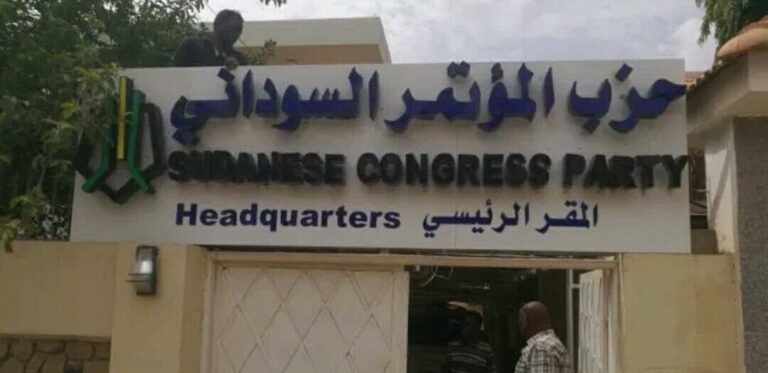 حزب المؤتمر السوداني
SUDANESE CONGRESS PARTY
Headquarters المقر الرئيسي